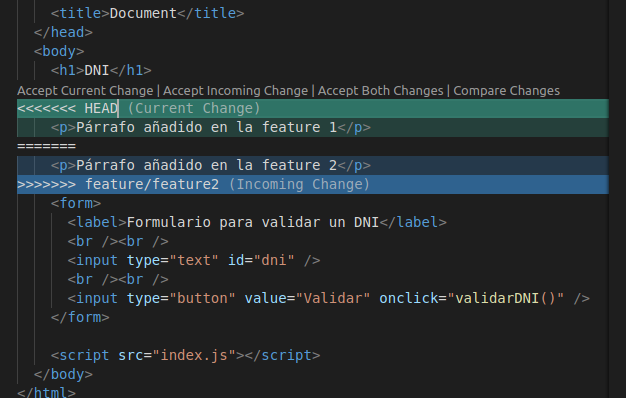 <title>Document</title>
</head>
<body>
<h1>DNI</h1>
Accept Current Change | Accept Incoming Change | Accept Both Changes | Compare Changes
<<<<<<< HEAD (Current Change)
<p>Párrafo añadido en la feature 1</p>
=======
<p>Párrafo añadido en la feature 2</p>
>>>>>>> feature/feature2 (Incoming Change)
<form>
<label>Formulario para validar un DNI</label>
<br /><br />
<input type="text" id="dni" />
<br /><br />
<input type="button" value="Validar" onclick="validarDNI()" />
</form>
<script src="index.js"></script>
</body>
</html>